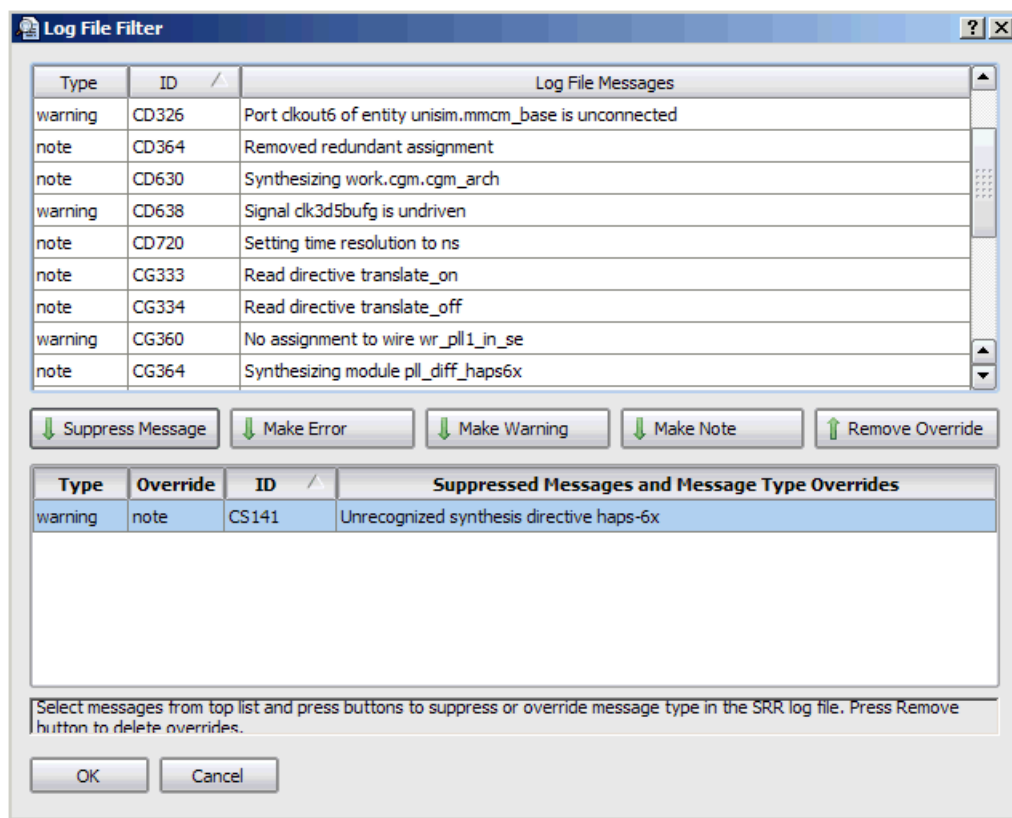 Log File Filter
Type ID Log File Messages
warning CD326 Port clkout6 of entity unisim.mmcm_base is unconnected
note CD364 Removed redundant assignment
note CD630 Synthesizing work.cgm.cgm_arch
warning CD638 Signal clk3d5bufg is undriven
note CD720 Setting time resolution to ns
note CG333 Read directive translate_on
note CG334 Read directive translate_off
warning CG360 No assignment to wire wr_pll1_in_se
note CG364 Synthesizing module pll_diff_haps6x
Suppress Message Make Error Make Warning Make Note Remove Override
Type Override ID Suppressed Messages and Message Type Overrides
warning note CS141 Unrecognized synthesis directive haps-6x
Select messages from top list and press buttons to suppress or override message type in the SRR log file. Press Remove
button to delete overrides.
OK Cancel